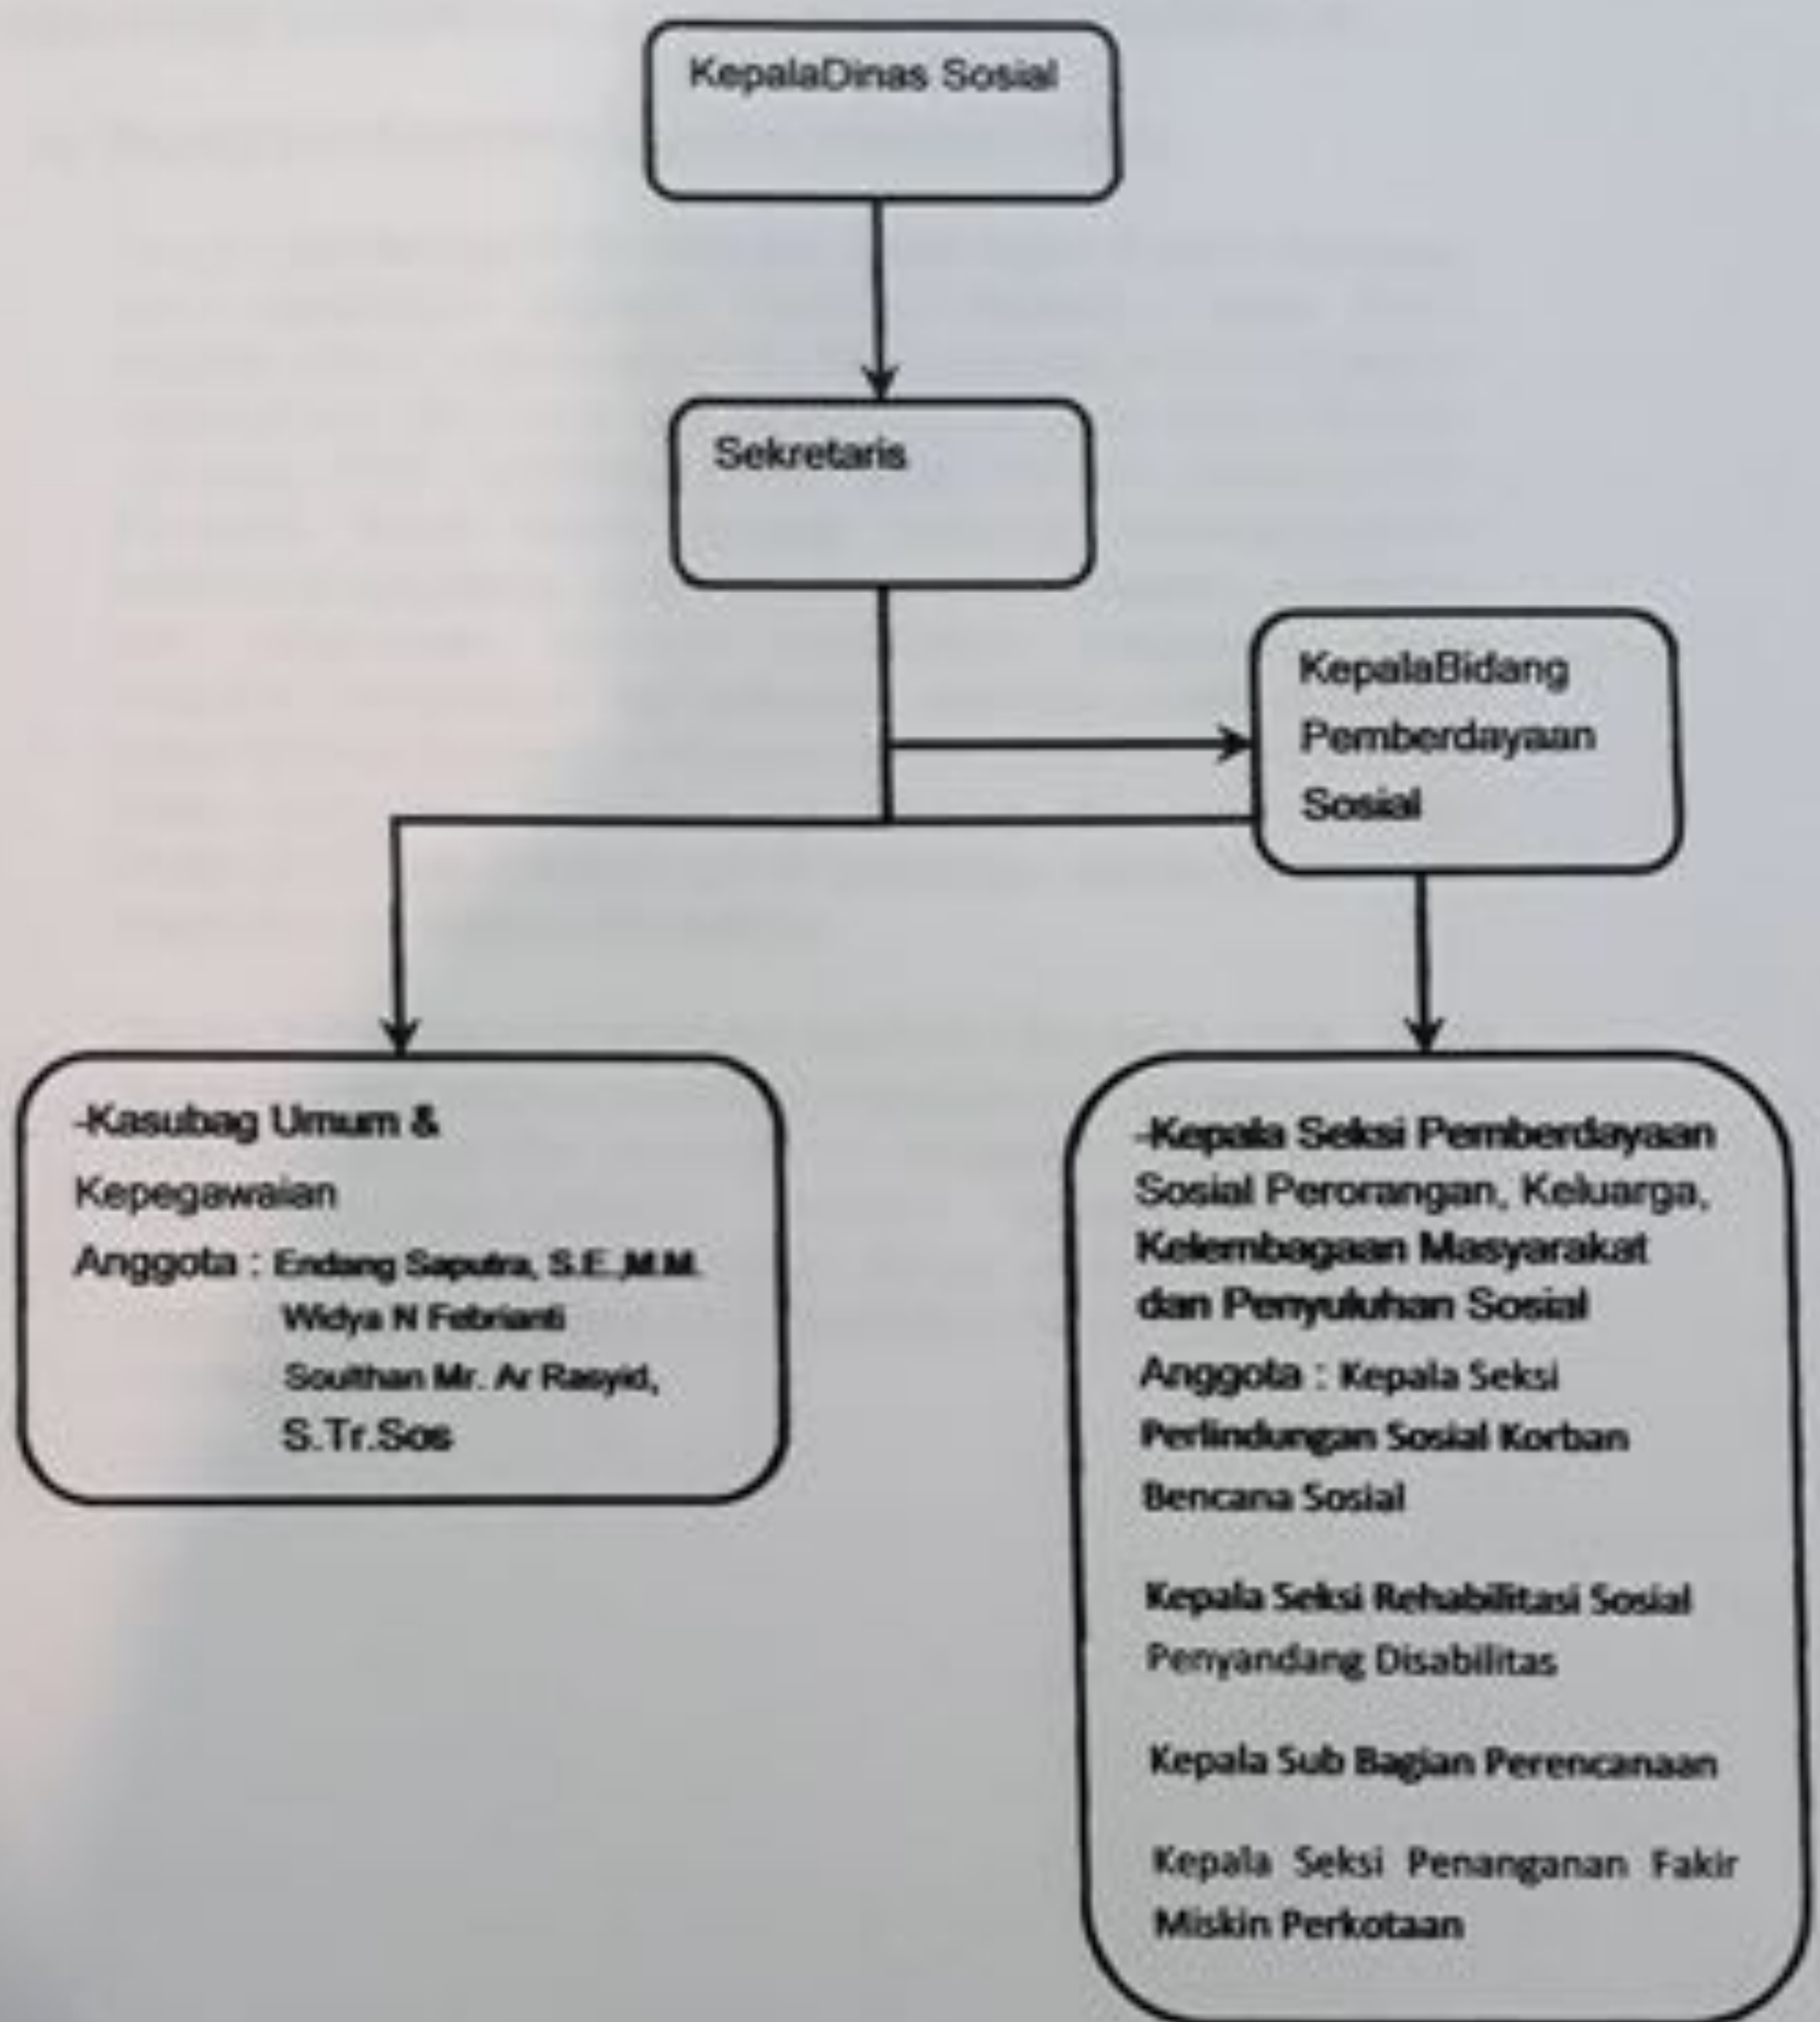 KepalaDinas Sosial
Sekretaris
KepalaBidang
Pemberdayaan
Sosial
-Kasubag Umum &
Kepegawaian
Anggota : Endang Saputra, S.E.,M.M.
Widya N Febrianti
Soulthan Mr. Ar Rasyid,
S.Tr.Sos
-Kepala Seksi Pemberdayaan
Sosial Perorangan, Keluarga,
Kelembagaan Masyarakat
dan Penyuluhan Sosial
Anggota : Kepala Seksi
Perlindungan Sosial Korban
Bencana Sosial
Kepala Seksi Rehabilitasi Sosial
Penyandang Disabilitas
Kepala Sub Bagian Perencanaan
Kepala Seksi Penanganan Fakir
Miskin Perkotaan